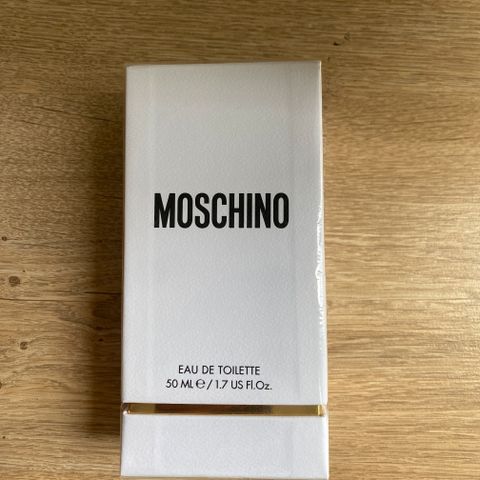 MOSCHINO
EAU DE TOILETTE
50 ML ℮ / 1.7 US Fl.Oz.